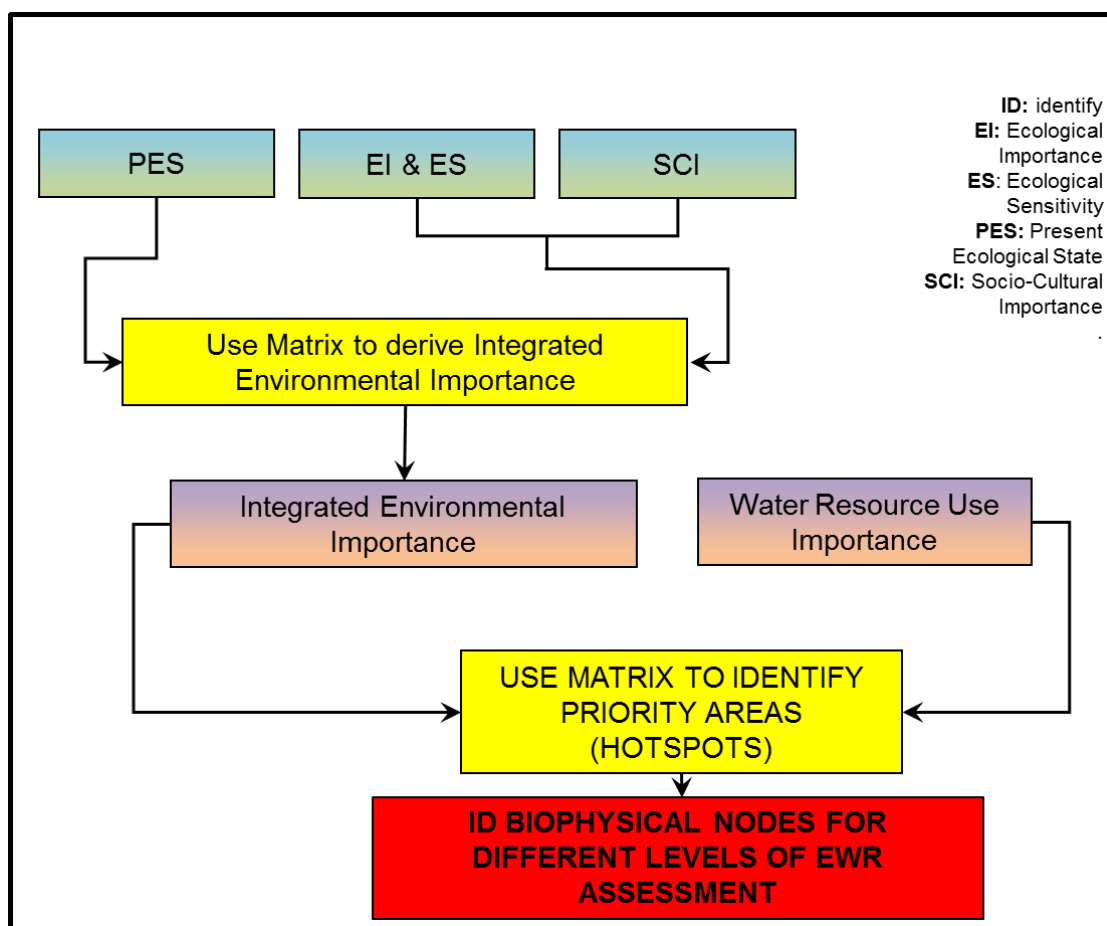 PES
EI & ES
SCI
ID: identify
EI: Ecological
Importance
ES: Ecological
Sensitivity
PES: Present
Ecological State
SCI: Socio-Cultural
Importance
.
Use Matrix to derive Integrated
Environmental Importance
Integrated Environmental
Importance
Water Resource Use
Importance
USE MATRIX TO IDENTIFY
PRIORITY AREAS
(HOTSPOTS)
ID BIOPHYSICAL NODES FOR
DIFFERENT LEVELS OF EWR
ASSESSMENT